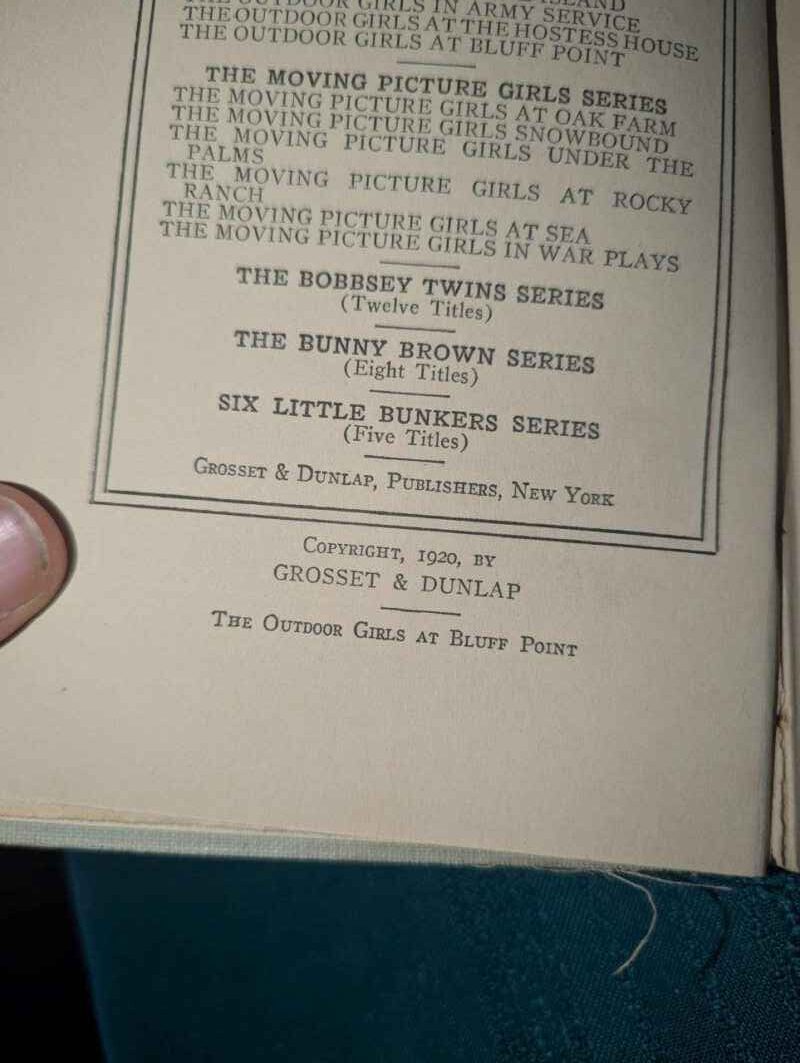 THE OUTDOOR GIRLS IN ARMY SERVICE
THE OUTDOOR GIRLS AT THE HOSTESS HOUSE
THE OUTDOOR GIRLS AT BLUFF POINT
THE MOVING PICTURE GIRLS SERIES
THE MOVING PICTURE GIRLS AT OAK FARM
THE MOVING PICTURE GIRLS SNOWBOUND
THE MOVING PICTURE GIRLS UNDER THE
PALMS
THE MOVING PICTURE GIRLS AT ROCKY
RANCH
THE MOVING PICTURE GIRLS AT SEA
THE MOVING PICTURE GIRLS IN WAR PLAYS
THE BOBBSEY TWINS SERIES
(Twelve Titles)
THE BUNNY BROWN SERIES
(Eight Titles)
SIX LITTLE BUNKERS SERIES
(Five Titles)
GROSSET & DUNLAP, PUBLISHERS, NEW YORK
COPYRIGHT, 1920, BY
GROSSET & DUNLAP
THE OUTDOOR GIRLS AT BLUFF POINT